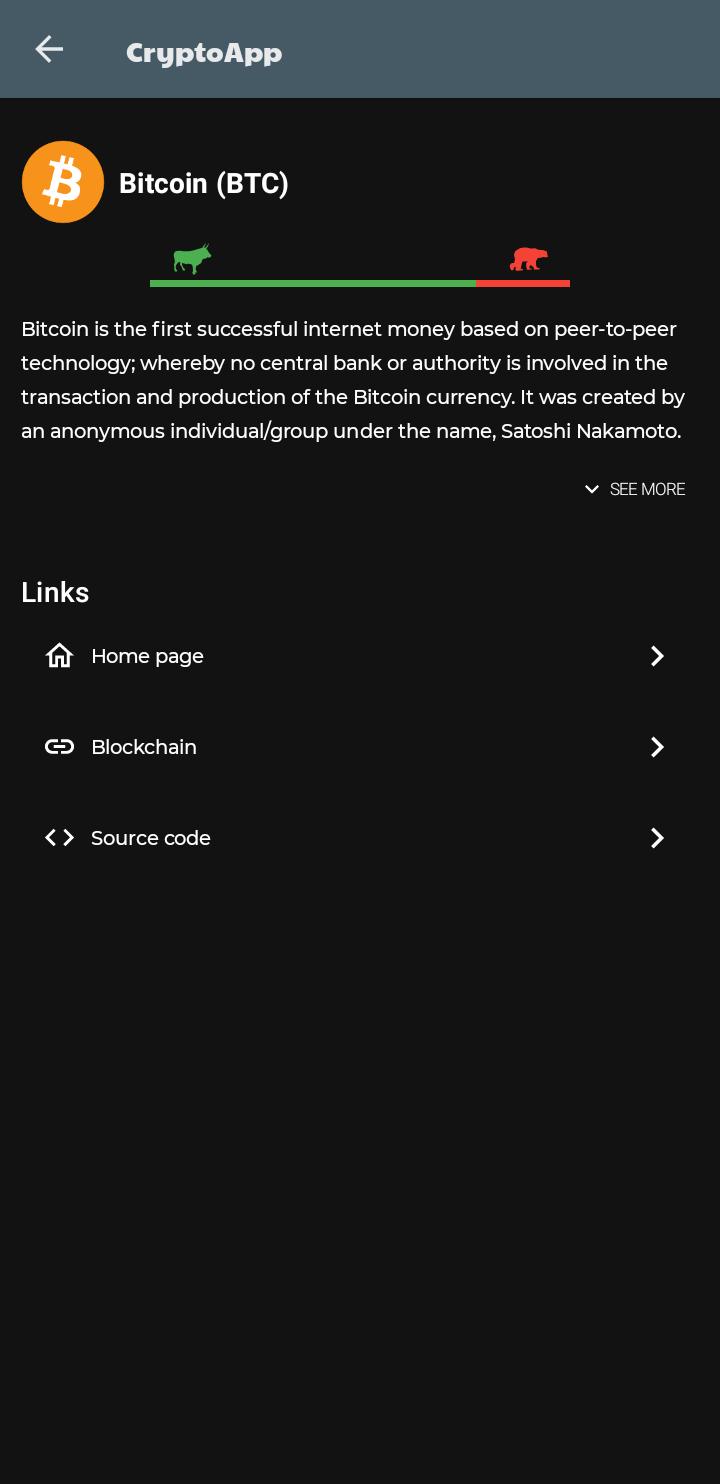 CryptoApp
Bitcoin (BTC)
Bitcoin is the first successful internet money based on peer-to-peer
technology; whereby no central bank or authority is involved in the
transaction and production of the Bitcoin currency. It was created by
an anonymous individual/group under the name, Satoshi Nakamoto.
SEE MORE
Links
Home page
Blockchain
Source code